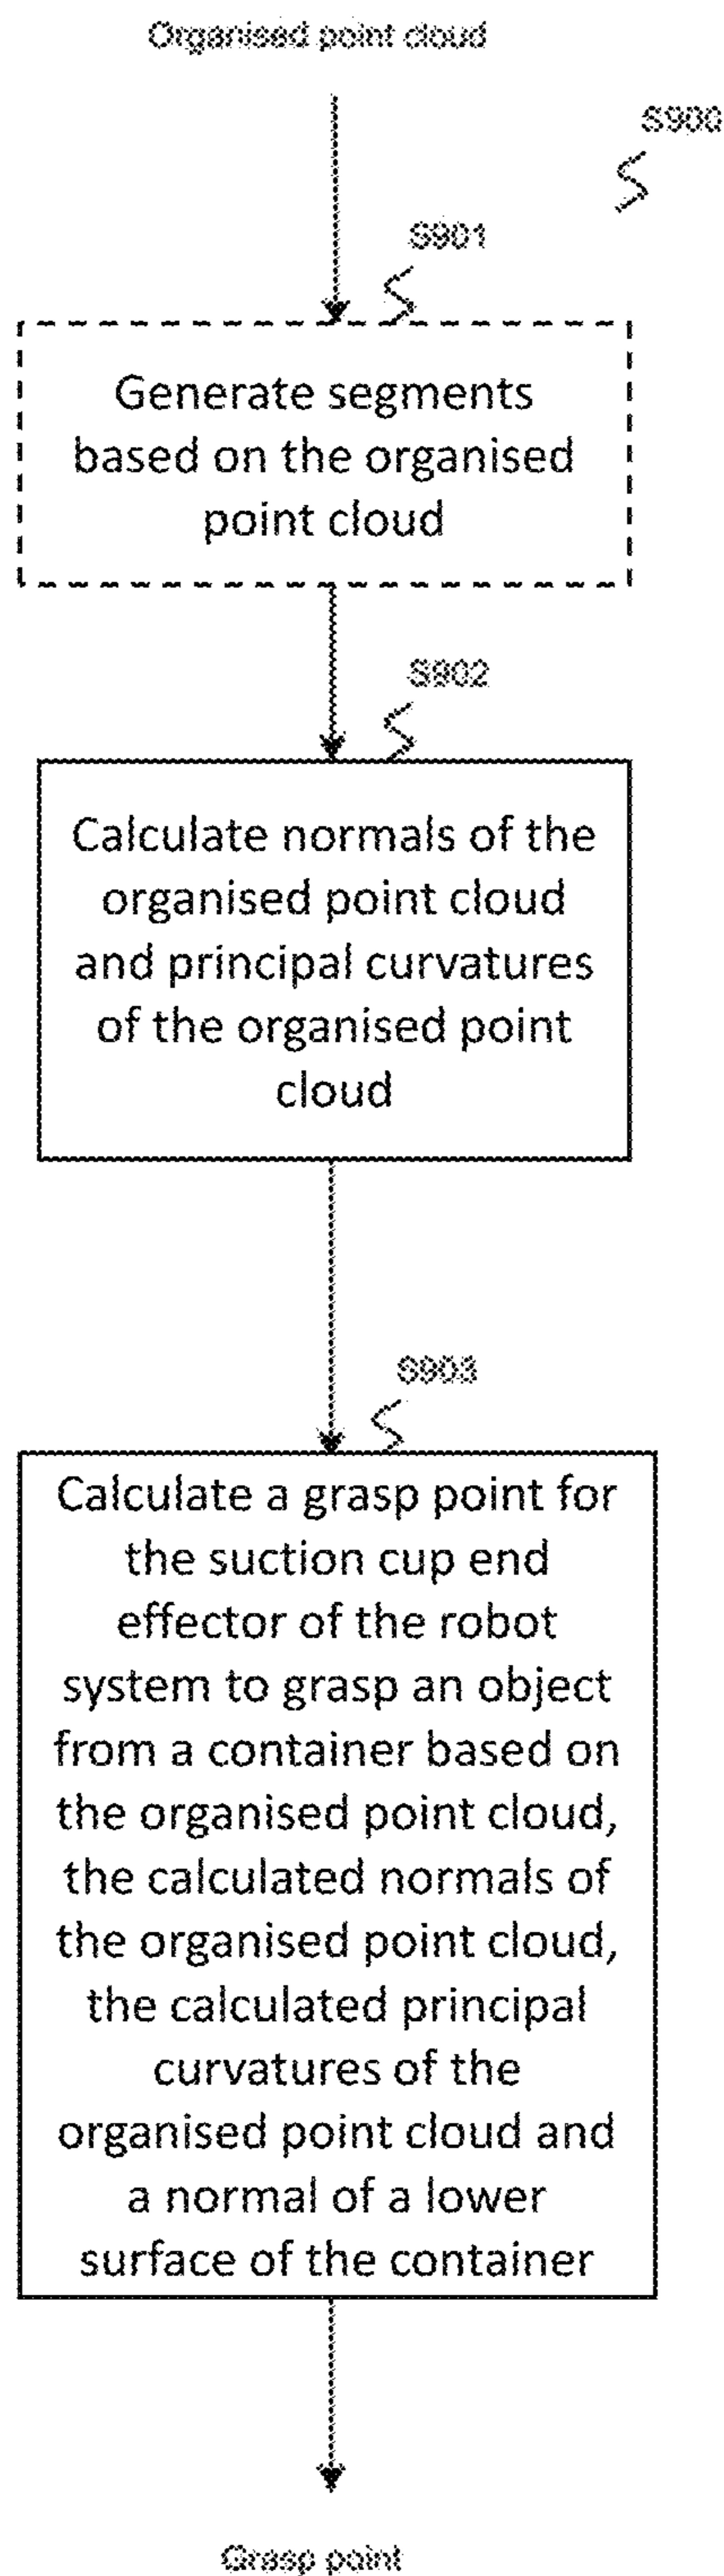 Organised point cloud
S900
S901
Generate segments
based on the organised
point cloud
S902
Calculate normals of the
organised point cloud
and principal curvatures
of the organised point
cloud
S903
Calculate a grasp point for
the suction cup end
effector of the robot
system to grasp an object
from a container based on
the organised point cloud,
the calculated normals of
the organised point cloud,
the calculated principal
curvatures of the
organised point cloud and
a normal of a lower
surface of the container
Grasp point